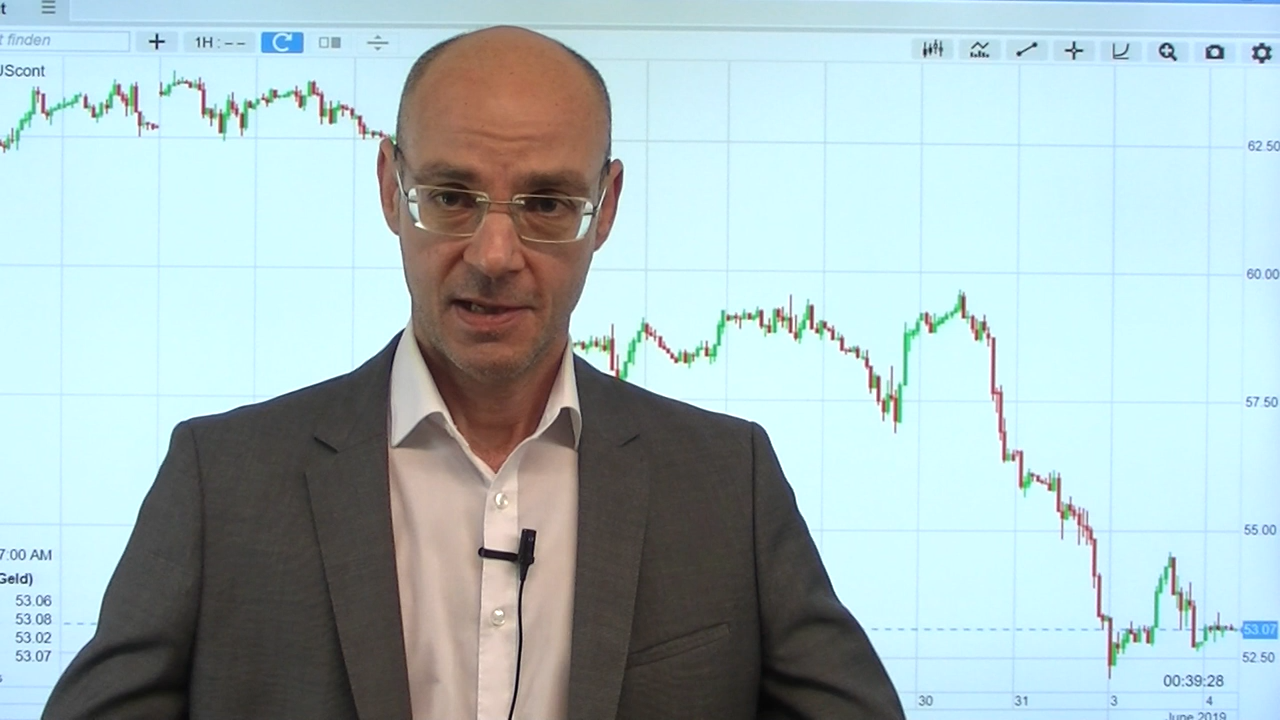 t
t finden
1H : – –
UScont
62.50
60.00
57.50
55.00
7:00 AM
Geld)
53.06
53.08
53.02
53.07
53.07
52.50
00:39:28
30
31
3
4
June 2019